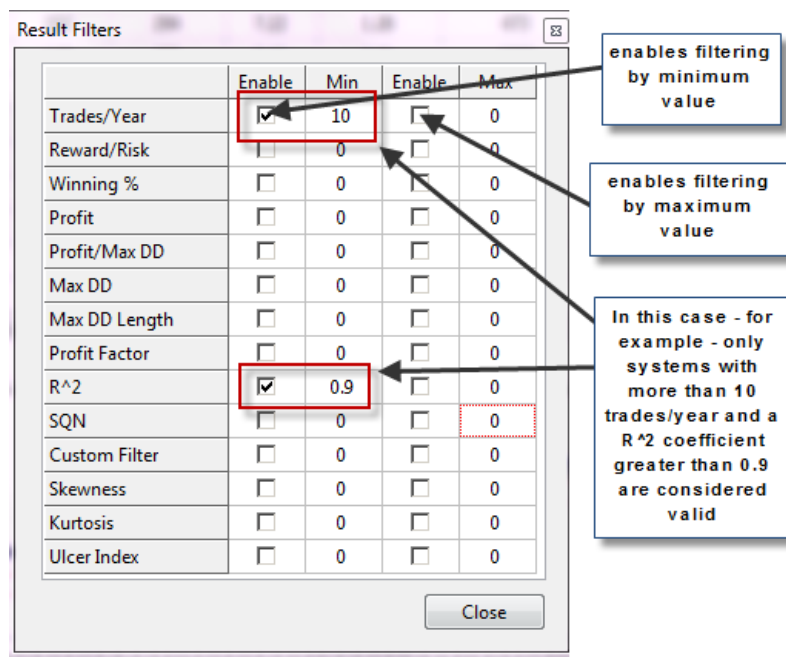 Result Filters
Enable Min Enable Max
Trades/Year 10 0
Reward/Risk 0 0
Winning % 0 0
Profit 0 0
Profit/Max DD 0 0
Max DD 0 0
Max DD Length 0 0
Profit Factor 0 0
R^2 0.9 0
SQN 0 0
Custom Filter 0 0
Skewness 0 0
Kurtosis 0 0
Ulcer Index 0 0
Close
enables filtering
by minimum
value
enables filtering
by maximum
value
In this case - for
example - only
systems with
more than 10
trades/year and a
R^2 coefficient
greater than 0.9
are considered
valid